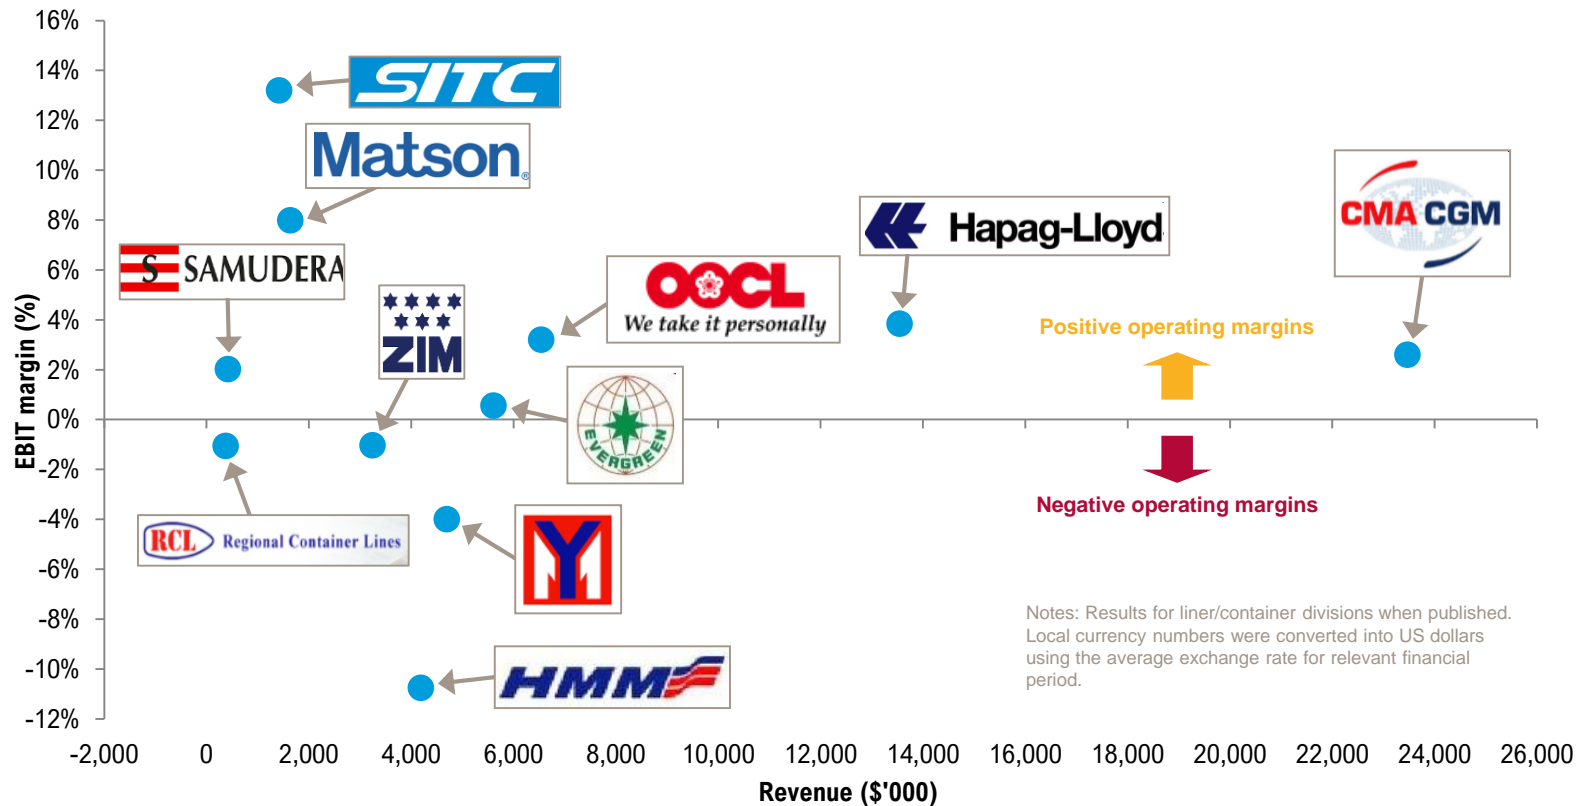 16%
14%
12%
10%
8%
6%
4%
2%
0%
-2%
-4%
-6%
-8%
-10%
-12%
EBIT margin (%)
SITC
Matson®
S SAMUDERA
ZIM
OOCL
We take it personally
Hapag-Lloyd
CMA CGM
EVERGREEN
RCL Regional Container Lines
YM
HMM
Positive operating margins
Negative operating margins
Notes: Results for liner/container divisions when published.
Local currency numbers were converted into US dollars
using the average exchange rate for relevant financial
period.
-2,000 0 2,000 4,000 6,000 8,000 10,000 12,000 14,000 16,000 18,000 20,000 22,000 24,000 26,000
Revenue ($'000)